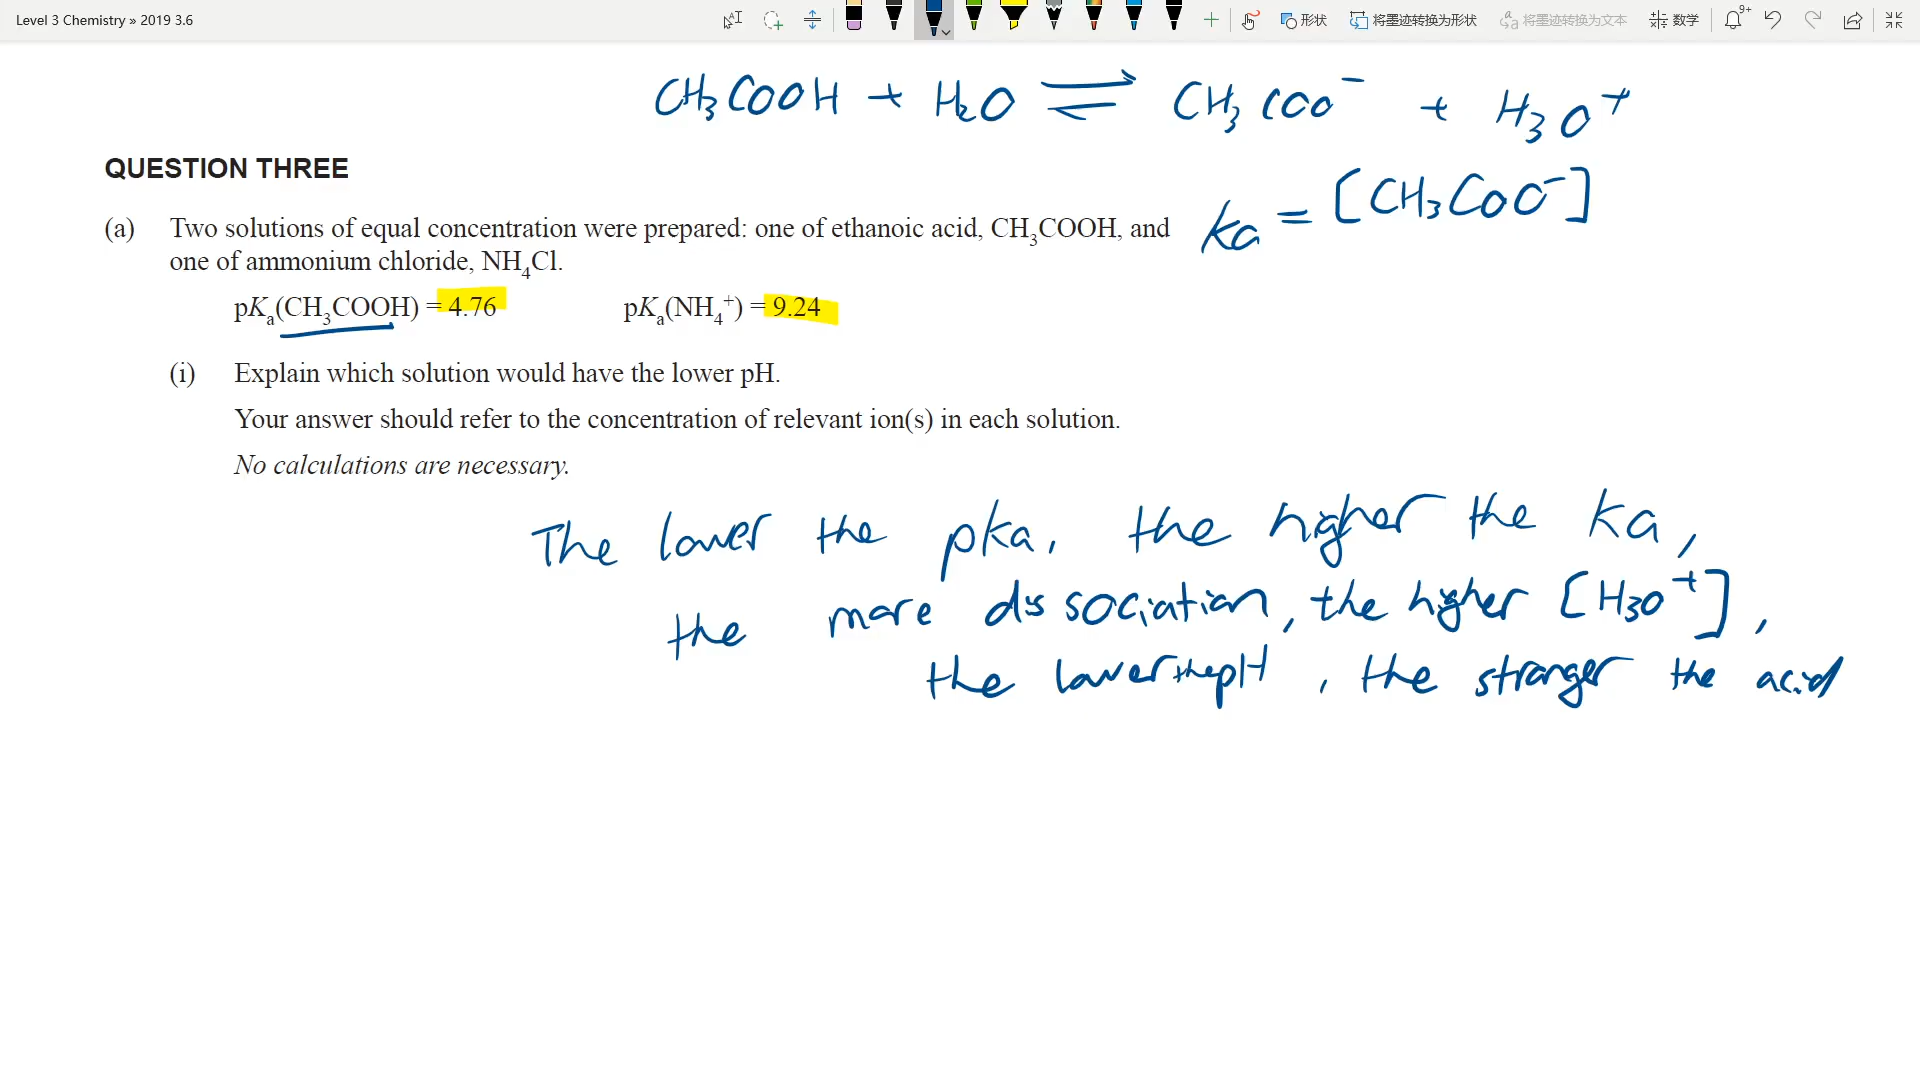 Level 3 Chemistry » 2019 3.6
形状 将墨迹转换为形状 将墨迹转换为文本 数学 9+
CH₃COOH + H₂O ⇌ CH₃COO⁻ + H₃O⁺
QUESTION THREE
Ka = [CH₃COO⁻]
(a) Two solutions of equal concentration were prepared: one of ethanoic acid, CH₃COOH, and
one of ammonium chloride, NH₄Cl.
pKₐ(CH₃COOH) = 4.76 pKₐ(NH₄⁺) = 9.24
(i) Explain which solution would have the lower pH.
Your answer should refer to the concentration of relevant ion(s) in each solution.
No calculations are necessary.
The lower the pka, the higher the ka,
the more dissociation, the higher [H₃O⁺],
the lower the pH, the stronger the acid